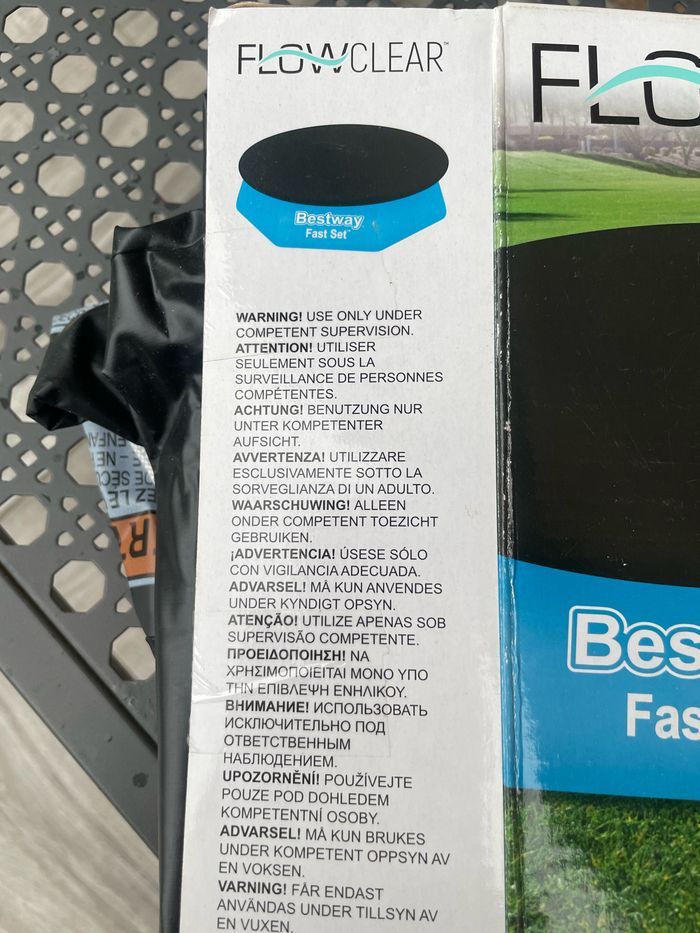 FLOWCLEAR™
Bestway
Fast Set™
WARNING! USE ONLY UNDER
COMPETENT SUPERVISION.
ATTENTION! UTILISER
SEULEMENT SOUS LA
SURVEILLANCE DE PERSONNES
COMPÉTENTES.
ACHTUNG! BENUTZUNG NUR
UNTER KOMPETENTER
AUFSICHT.
AVVERTENZA! UTILIZZARE
ESCLUSIVAMENTE SOTTO LA
SORVEGLIANZA DI UN ADULTO.
WAARSCHUWING! ALLEEN
ONDER COMPETENT TOEZICHT
GEBRUIKEN.
¡ADVERTENCIA! ÚSESE SÓLO
CON VIGILANCIA ADECUADA.
ADVARSEL! MÅ KUN ANVENDES
UNDER KYNDIGT OPSYN.
ATENÇÃO! UTILIZE APENAS SOB
SUPERVISÃO COMPETENTE.
ΠΡΟΕΙΔΟΠΟΙΗΣΗ! ΝΑ
ΧΡΗΣΙΜΟΠΟΙΕΙΤΑΙ ΜΟΝΟ ΥΠΟ
ΤΗΝ ΕΠΙΒΛΕΨΗ ΕΝΗΛΙΚΟΥ.
ВНИМАНИЕ! ИСПОЛЬЗОВАТЬ
ИСКЛЮЧИТЕЛЬНО ПОД
ОТВЕТСТВЕННЫМ
НАБЛЮДЕНИЕМ.
UPOZORNĚNÍ! POUŽÍVEJTE
POUZE POD DOHLEDEM
KOMPETENTNÍ OSOBY.
ADVARSEL! MÅ KUN BRUKES
UNDER KOMPETENT OPPSYN AV
EN VOKSEN.
VARNING! FÅR ENDAST
ANVÄNDAS UNDER TILLSYN AV
EN VUXEN.
FLO
Bes
Fas